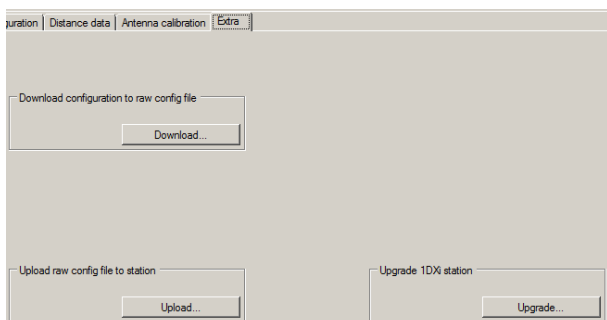 guration Distance data Antenna calibration Extra
Download configuration to raw config file
Download...
Upload raw config file to station Upgrade 1DXi station
Upload... Upgrade...